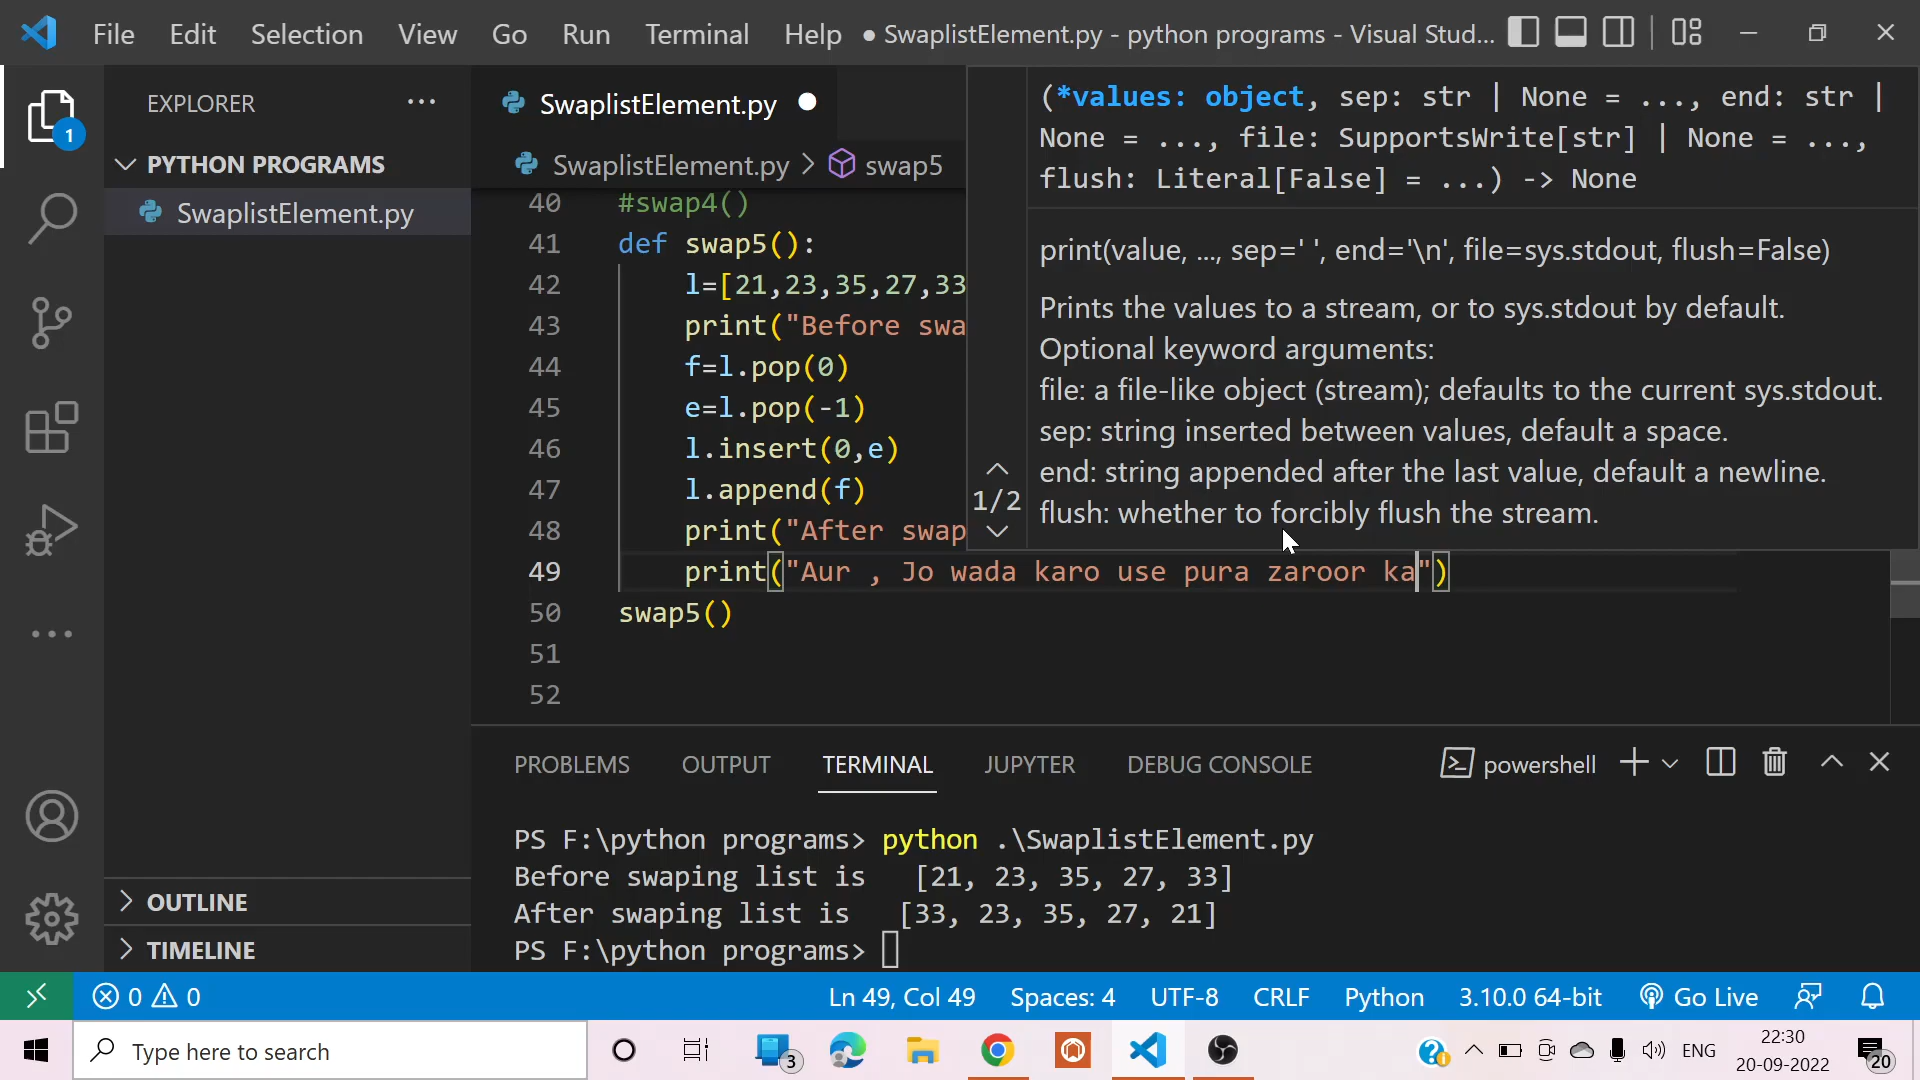 File Edit Selection View Go Run Terminal Help ● SwaplistElement.py - python programs - Visual Stud...
EXPLORER ...
1
PYTHON PROGRAMS
SwaplistElement.py
OUTLINE
TIMELINE
SwaplistElement.py ●
SwaplistElement.py > swap5
40 #swap4()
41 def swap5():
42 l=[21,23,35,27,33
43 print("Before swa
44 f=l.pop(0)
45 e=l.pop(-1)
46 l.insert(0,e)
47 l.append(f)
48 print("After swap
49 print("Aur , Jo wada karo use pura zaroor ka")
50 swap5()
51
52
(*values: object, sep: str | None = ..., end: str |
None = ..., file: SupportsWrite[str] | None = ...,
flush: Literal[False] = ...) -> None
print(value, ..., sep=' ', end='\n', file=sys.stdout, flush=False)
Prints the values to a stream, or to sys.stdout by default.
Optional keyword arguments:
file: a file-like object (stream); defaults to the current sys.stdout.
sep: string inserted between values, default a space.
end: string appended after the last value, default a newline.
flush: whether to forcibly flush the stream.
1/2
PROBLEMS OUTPUT TERMINAL JUPYTER DEBUG CONSOLE powershell
PS F:\python programs> python .\SwaplistElement.py
Before swaping list is [21, 23, 35, 27, 33]
After swaping list is [33, 23, 35, 27, 21]
PS F:\python programs>
0 0 Ln 49, Col 49 Spaces: 4 UTF-8 CRLF Python 3.10.0 64-bit Go Live
Type here to search
3
ENG
22:30
20-09-2022
20